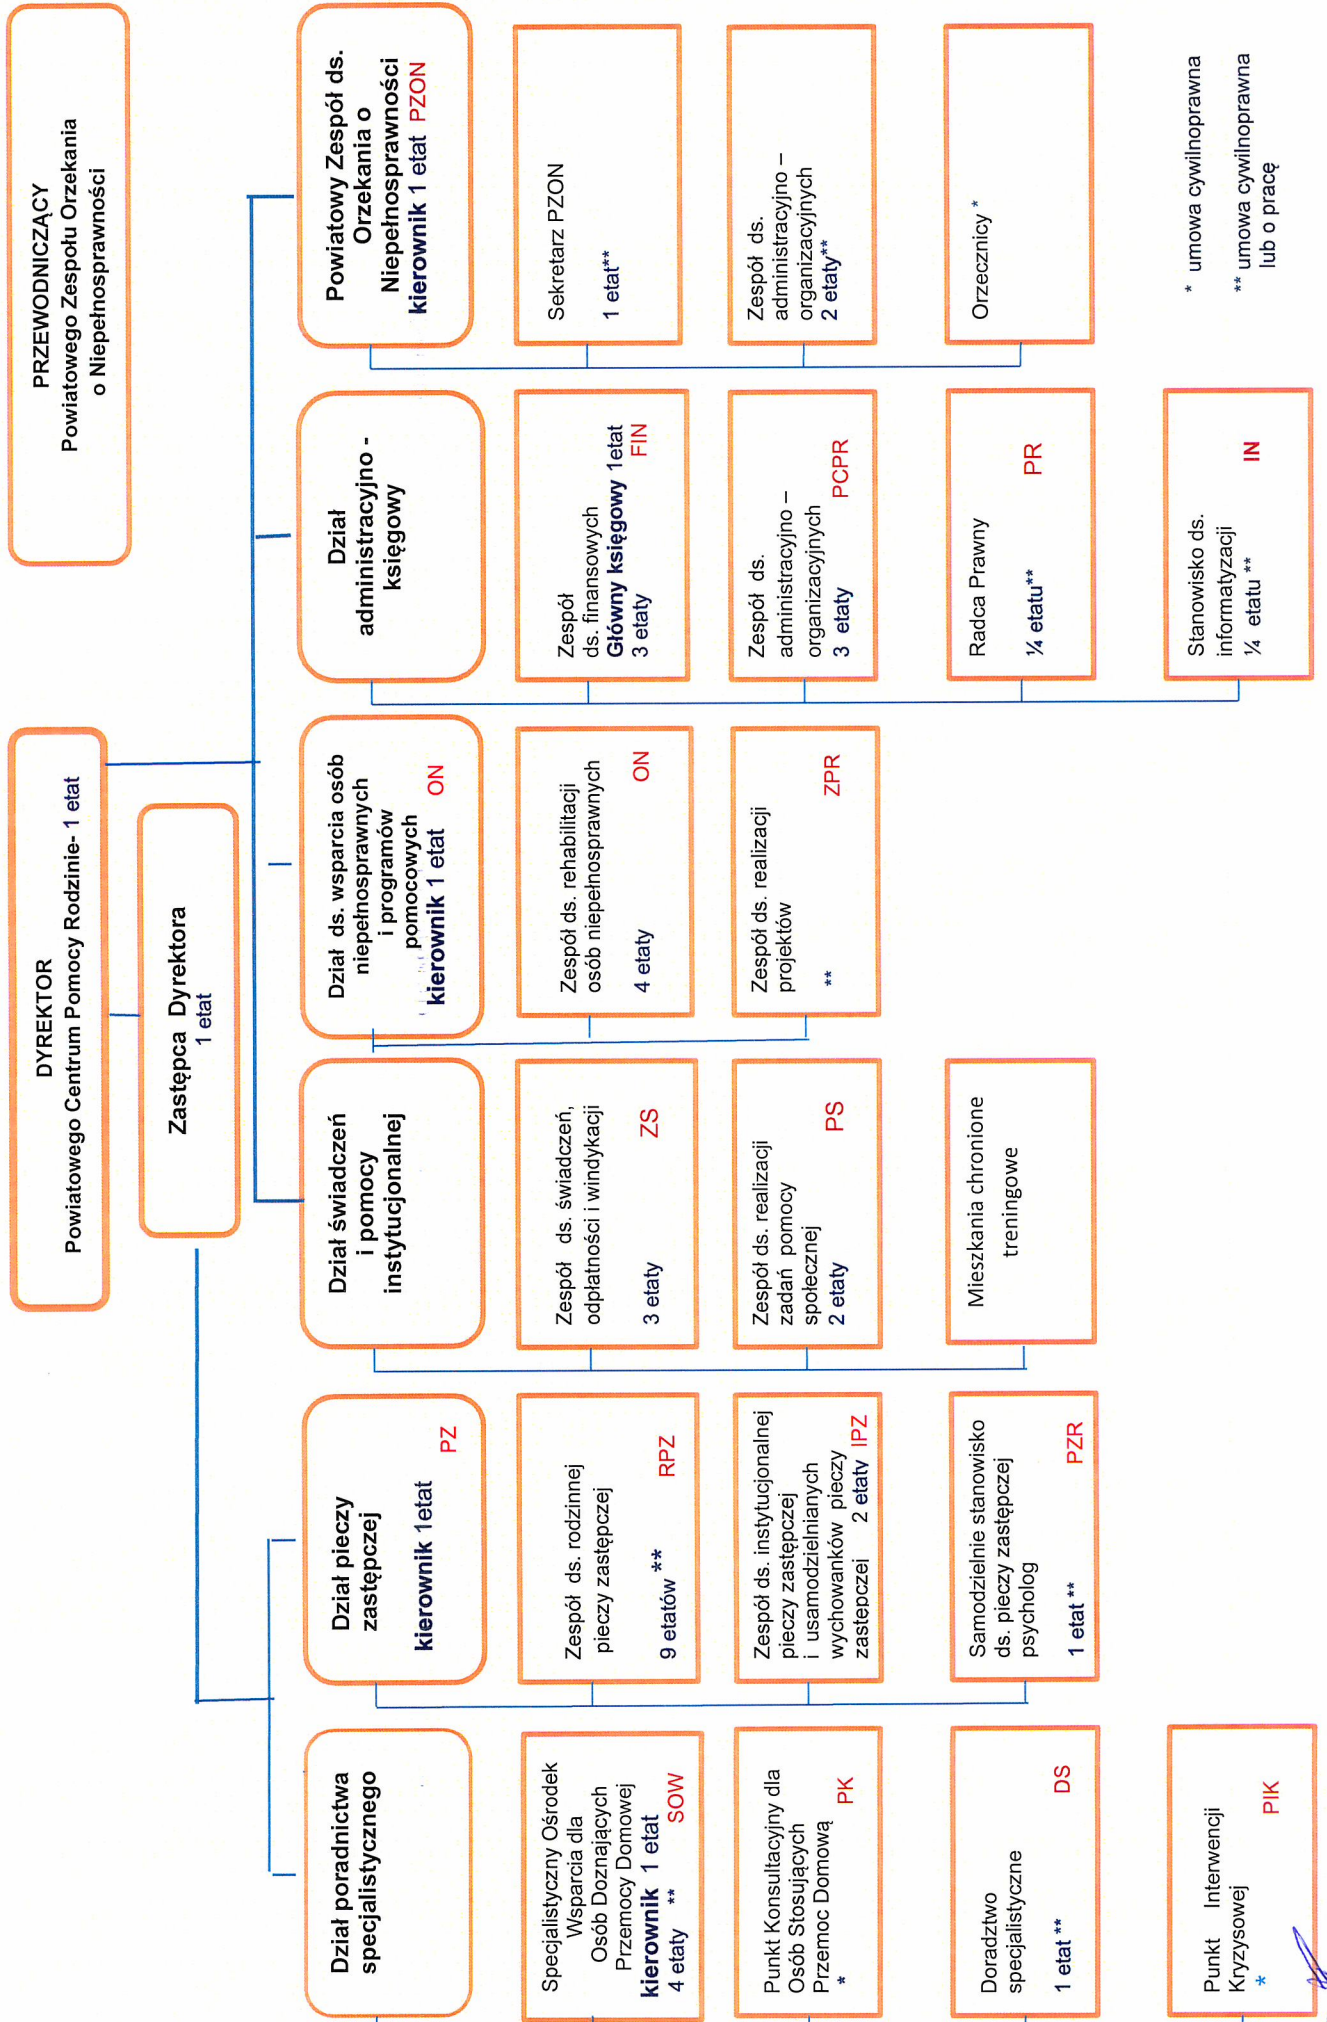 DYREKTOR
Powiatowego Centrum Pomocy Rodzinie- 1 etat
PRZEWODNICZĄCY
Powiatowego Zespołu Orzekania
o Niepełnosprawności
Zastępca Dyrektora
1 etat
Dział poradnictwa
specjalistycznego
Specjalistyczny Ośrodek
Wsparcia dla
Osób Doznających
Przemocy Domowej
kierownik 1 etat
4 etaty ** SOW
Punkt Konsultacyjny dla
Osób Stosujących
Przemoc Domową
* PK
Doradztwo
specjalistyczne
1 etat ** DS
Punkt Interwencji
Kryzysowej
* PIK
Dział pieczy
zastępczej
kierownik 1etat
PZ
Zespół ds. rodzinnej
pieczy zastępczej
9 etatów ** RPZ
Zespół ds. instytucjonalnej
pieczy zastępczej
i usamodzielnianych
wychowanków pieczy
zastepczei 2 etaty IPZ
Samodzielnie stanowisko
ds. pieczy zastępczej
psycholog
1 etat ** PZR
Dział świadczeń
i pomocy
instytucjonalnej
Zespół ds. świadczeń,
odpłatności i windykacji
3 etaty ZS
Zespół ds. realizacji
zadań pomocy
społecznej
2 etaty PS
Mieszkania chronione
treningowe
Dział ds. wsparcia osób
niepełnosprawnych
i programów
pomocowych ON
kierownik 1 etat
Zespół ds. rehabilitacji
osób niepełnosprawnych
4 etaty ON
Zespół ds. realizacji
projektów
** ZPR
Dział
administracyjno -
księgowy
Zespół
ds. finansowych
Główny księgowy 1etat
3 etaty FIN
Zespół ds.
administracyjno –
organizacyjnych
3 etaty PCPR
Radca Prawny
¼ etatu** PR
Stanowisko ds.
informatyzacji
¼ etatu ** IN
Powiatowy Zespół ds.
Orzekania o
Niepełnosprawności
kierownik 1 etat PZON
Sekretarz PZON
1 etat**
Zespół ds.
administracyjno –
organizacyjnych
2 etaty**
Orzecznicy *
* umowa cywilnoprawna
** umowa cywilnoprawna
lub o pracę